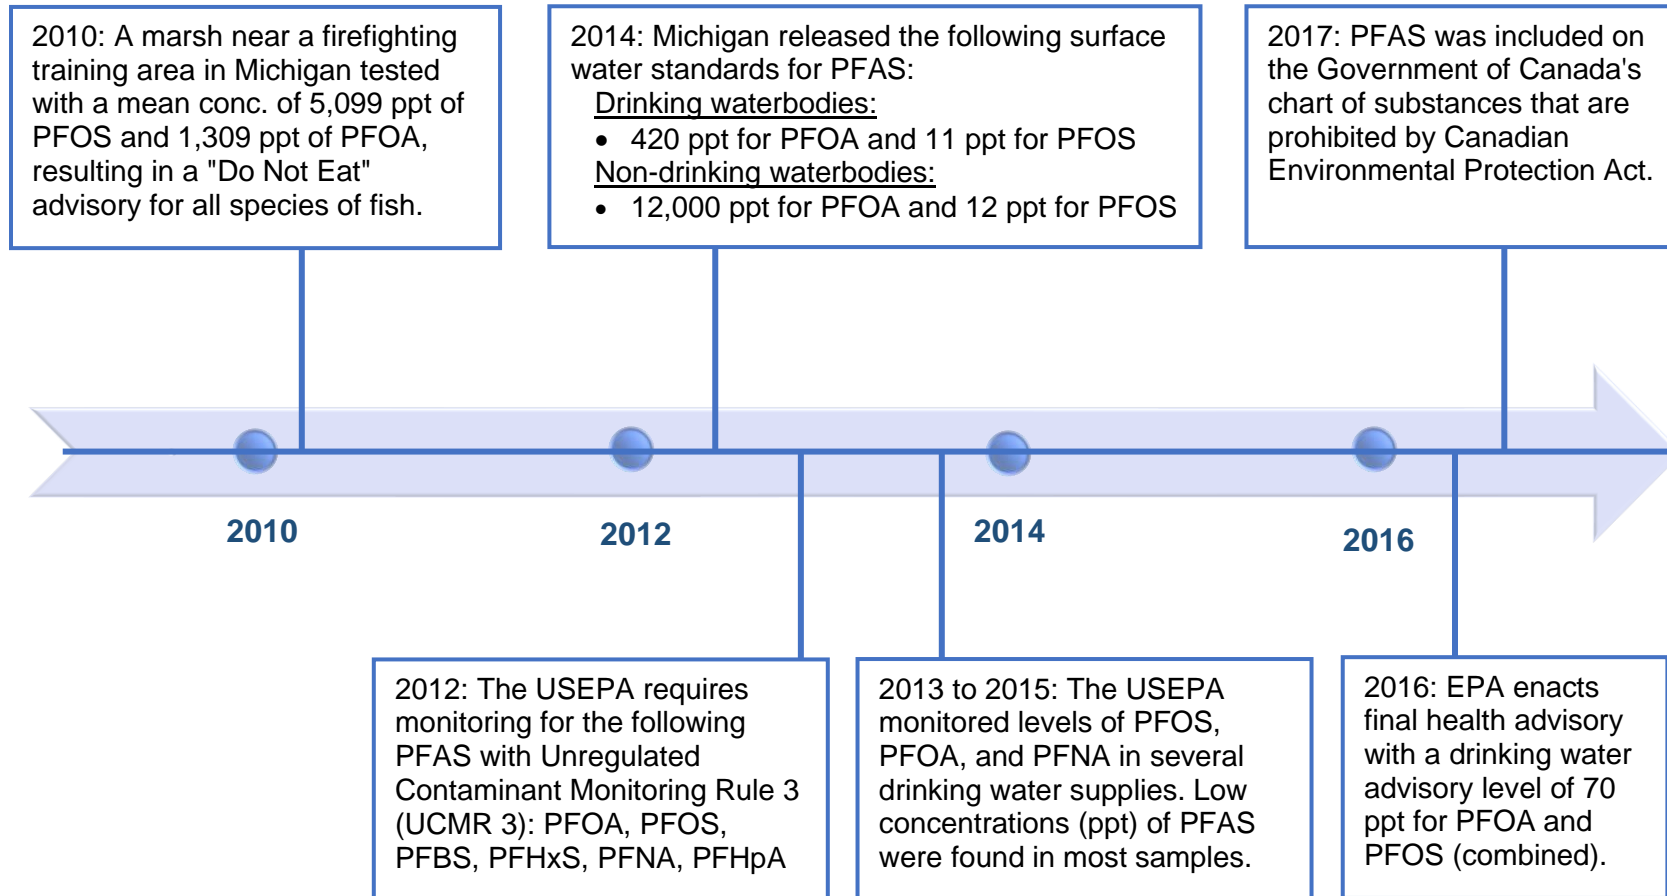 2010: A marsh near a firefighting
training area in Michigan tested
with a mean conc. of 5,099 ppt of
PFOS and 1,309 ppt of PFOA,
resulting in a "Do Not Eat"
advisory for all species of fish.
2014: Michigan released the following surface
water standards for PFAS:
Drinking waterbodies:
• 420 ppt for PFOA and 11 ppt for PFOS
Non-drinking waterbodies:
• 12,000 ppt for PFOA and 12 ppt for PFOS
2017: PFAS was included on
the Government of Canada's
chart of substances that are
prohibited by Canadian
Environmental Protection Act.
2010
2012
2014
2016
2012: The USEPA requires
monitoring for the following
PFAS with Unregulated
Contaminant Monitoring Rule 3
(UCMR 3): PFOA, PFOS,
PFBS, PFHxS, PFNA, PFHpA
2013 to 2015: The USEPA
monitored levels of PFOS,
PFOA, and PFNA in several
drinking water supplies. Low
concentrations (ppt) of PFAS
were found in most samples.
2016: EPA enacts
final health advisory
with a drinking water
advisory level of 70
ppt for PFOA and
PFOS (combined).